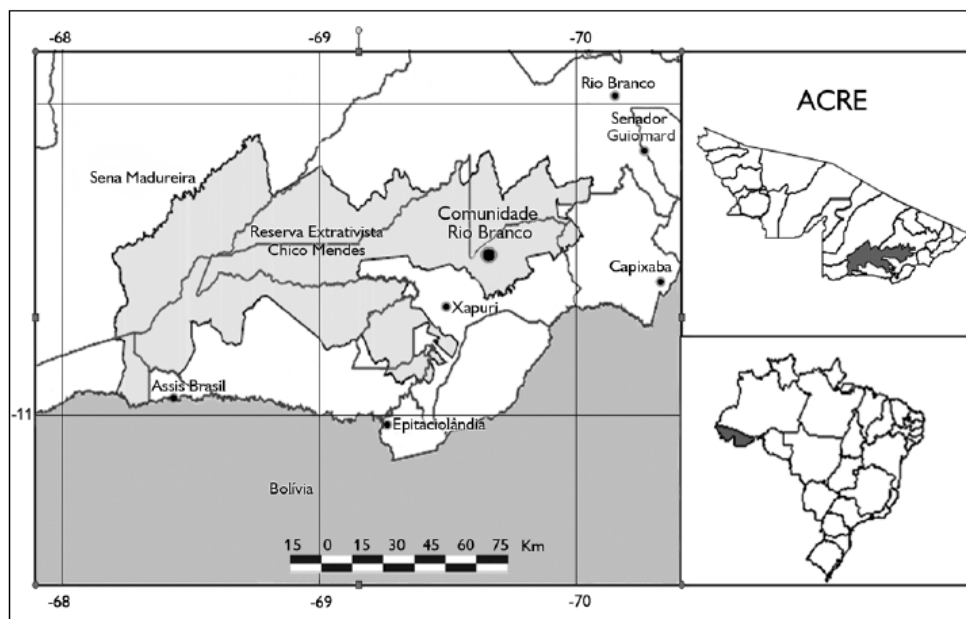 -68 -69 -70
Rio Branco
Senador
Guiomard
Sena Madureira
Comunidade
Rio Branco
Reserva Extrativista
Chico Mendes
Capixaba
Xapuri
Assis Brasil
-11
Epitaciolândia
Bolívia
15 0 15 30 45 60 75 Km
-68 -69 -70
ACRE